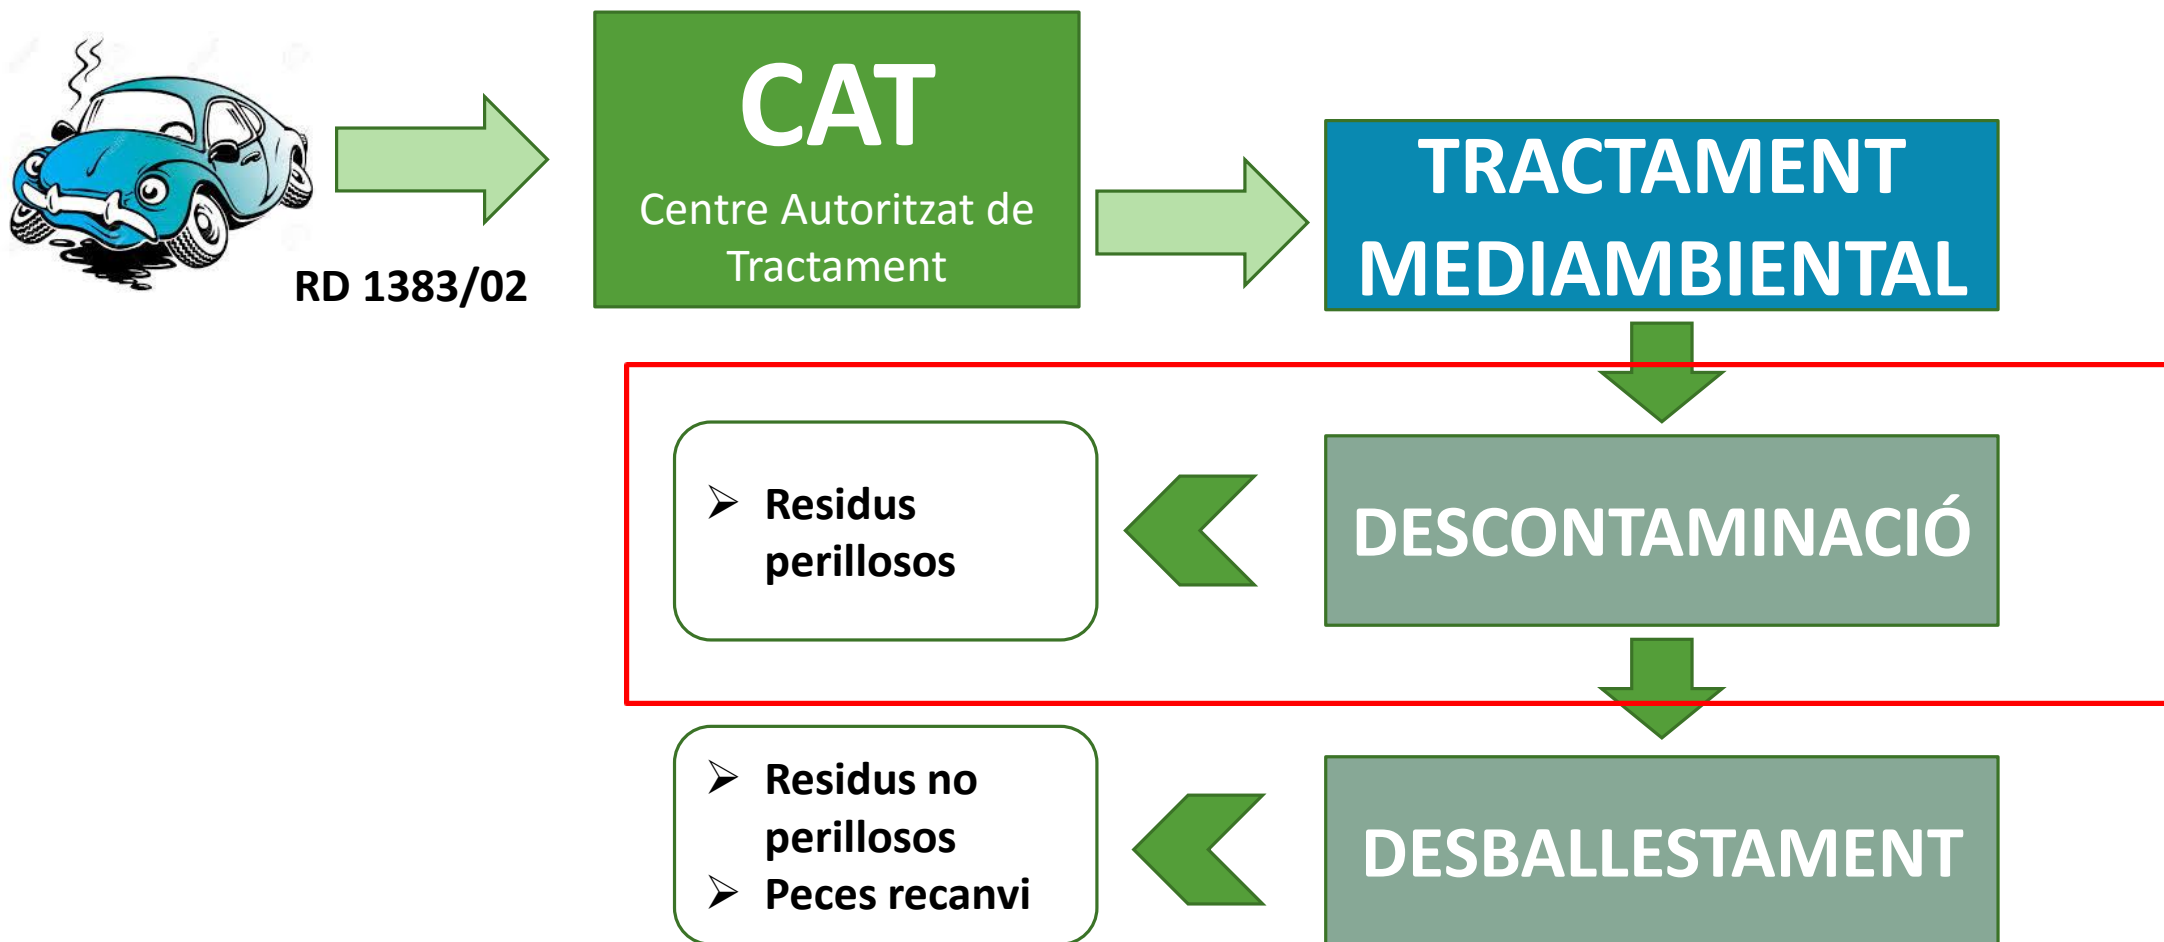 RD 1383/02
CAT
Centre Autoritzat de
Tractament
TRACTAMENT
MEDIAMBIENTAL
Residus
perillosos
DESCONTAMINACIÓ
Residus no
perillosos
Peces recanvi
DESBALLESTAMENT